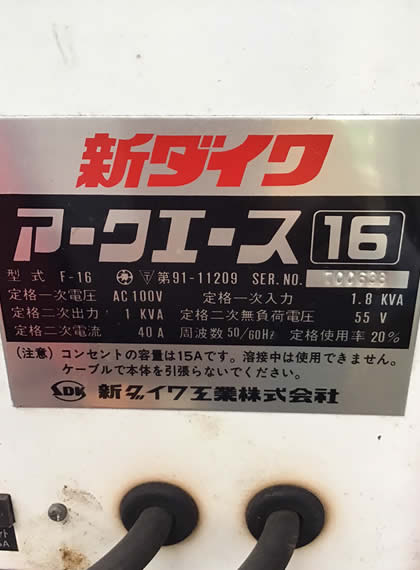 新ダイワ
アークエース 16
型式 F-16 第91-11209 SER.NO.
定格一次電圧 AC100V 定格一次入力 1.8 KVA
定格二次出力 1 KVA 定格二次無負荷電圧 55 V
定格二次電流 40A 周波数50/60Hz 定格使用率20%
(注意) コンセントの容量は15Aです。溶接中は使用できません。
ケーブルで本体を引張らないでください。
SDK 新ダイワ工業株式会社